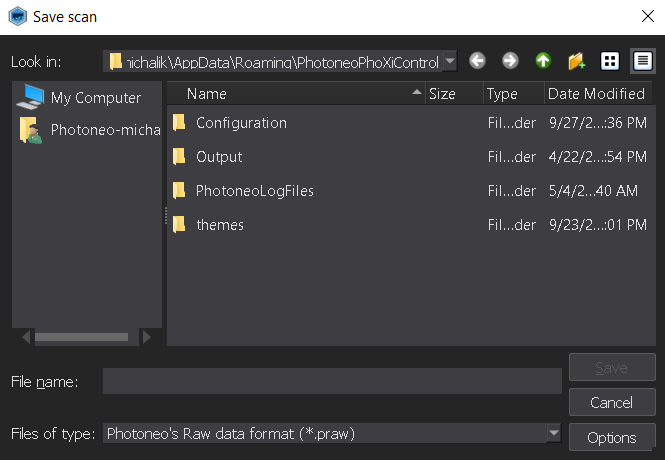 Save scan
Look in: michalik\AppData\Roaming\PhotoneoPhoXiControl
My Computer
Photoneo-micha
Name Size Type Date Modified
Configuration Fil...der 9/27/2...:36 PM
Output Fil...der 4/22/2...:54 PM
PhotoneoLogFiles Fil...der 5/4/2...40 AM
themes Fil...der 9/23/2...:01 PM
File name: Save
Cancel
Files of type: Photoneo's Raw data format (*.praw) Options